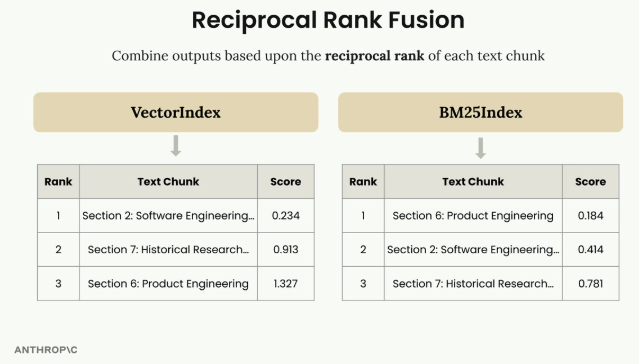 Reciprocal Rank Fusion
Combine outputs based upon the reciprocal rank of each text chunk
VectorIndex
Rank Text Chunk Score
1 Section 2: Software Engineering... 0.234
2 Section 7: Historical Research... 0.913
3 Section 6: Product Engineering 1.327
BM25Index
Rank Text Chunk Score
1 Section 6: Product Engineering 0.184
2 Section 2: Software Engineering... 0.414
3 Section 7: Historical Research... 0.781
ANTHROP\C